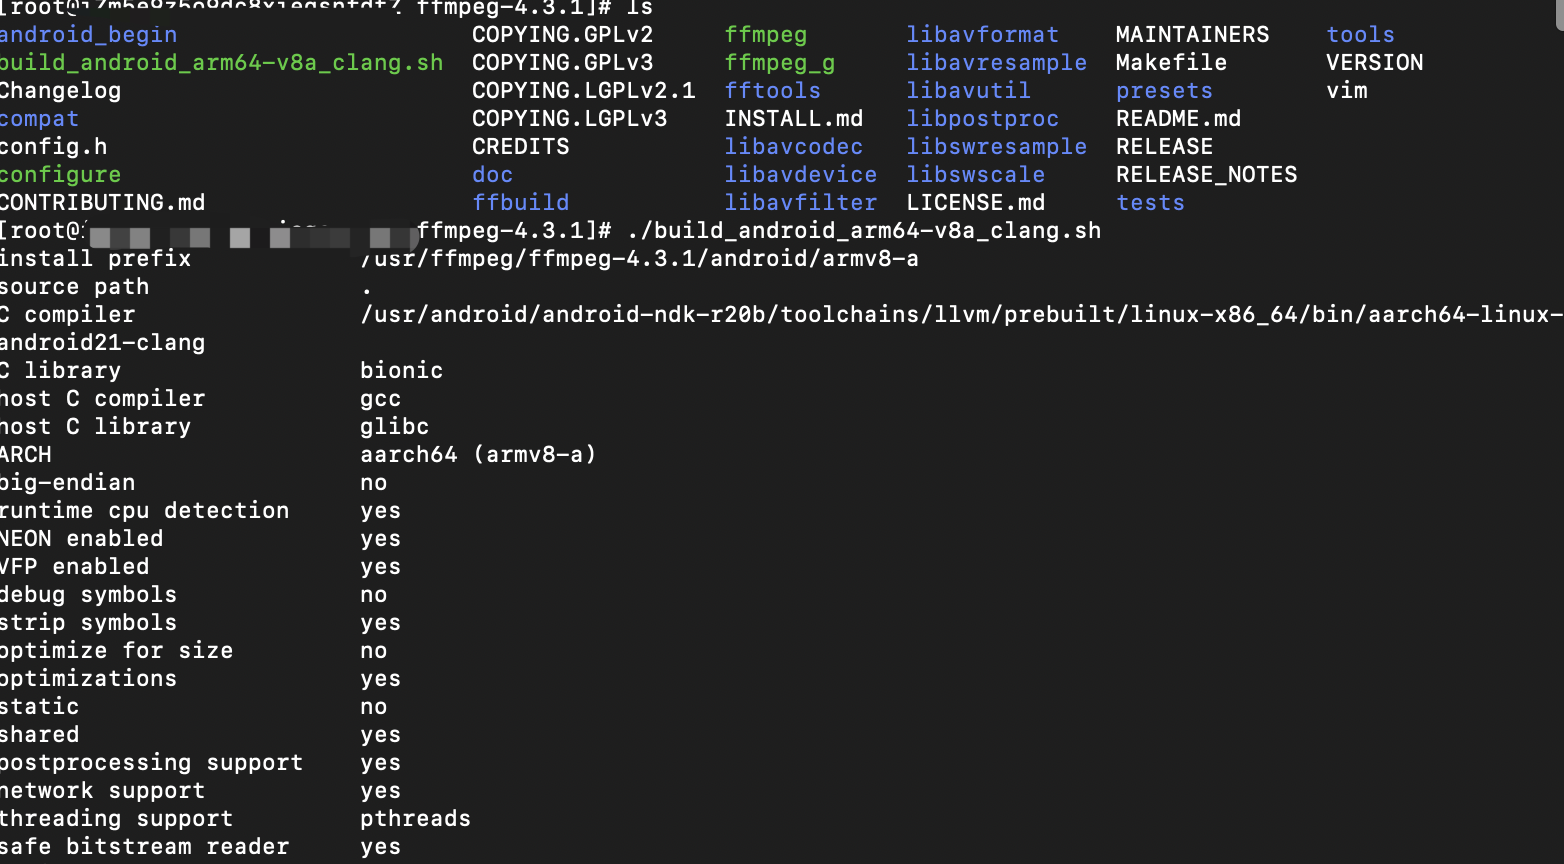 ffmpeg-4.3.1]# ls
android_begin COPYING.GPLv2 ffmpeg libavformat MAINTAINERS tools
build_android_arm64-v8a_clang.sh COPYING.GPLv3 ffmpeg_g libavresample Makefile VERSION
Changelog COPYING.LGPLv2.1 fftools libavutil presets vim
compat COPYING.LGPLv3 INSTALL.md libpostproc README.md
config.h CREDITS libavcodec libswresample RELEASE
configure doc libavdevice libswscale RELEASE_NOTES
CONTRIBUTING.md ffbuild libavfilter LICENSE.md tests
[root@ ffmpeg-4.3.1]# ./build_android_arm64-v8a_clang.sh
install prefix /usr/ffmpeg/ffmpeg-4.3.1/android/armv8-a
source path .
C compiler /usr/android/android-ndk-r20b/toolchains/llvm/prebuilt/linux-x86_64/bin/aarch64-linux-
android21-clang
C library bionic
host C compiler gcc
host C library glibc
ARCH aarch64 (armv8-a)
big-endian no
runtime cpu detection yes
NEON enabled yes
VFP enabled yes
debug symbols no
strip symbols yes
optimize for size no
optimizations yes
static no
shared yes
postprocessing support yes
network support yes
threading support pthreads
safe bitstream reader yes